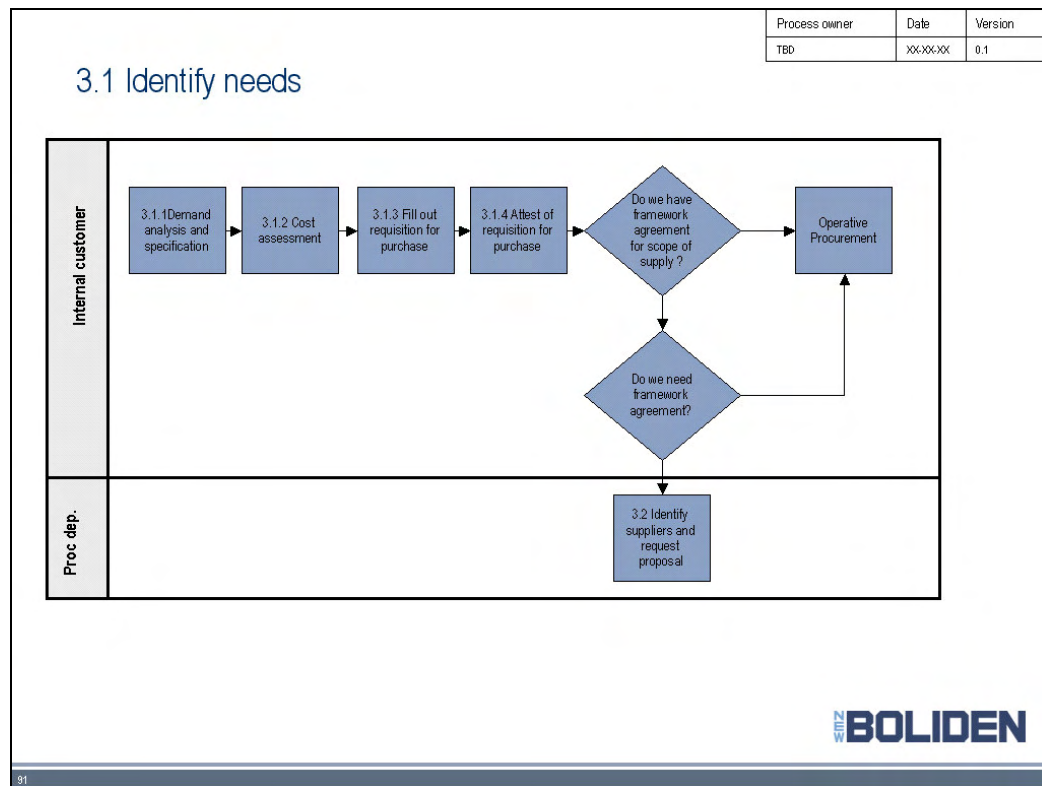 Process owner Date Version
TBD XX-XX-XX 0.1
3.1 Identify needs
Internal customer
3.1.1Demand
analysis and
specification
3.1.2 Cost
assessment
3.1.3 Fill out
requisition for
purchase
3.1.4 Attest of
requisition for
purchase
Do we have
framework
agreement
for scope of
supply ?
Operative
Procurement
Do we need
framework
agreement?
Proc dep.
3.2 Identify
suppliers and
request
proposal
NEW BOLIDEN
91